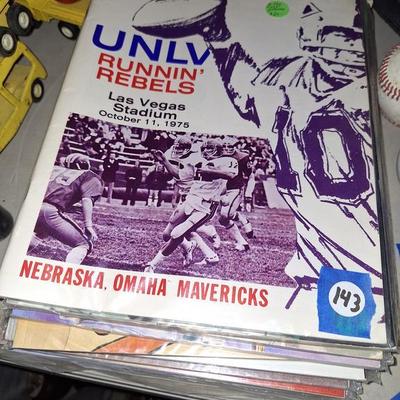 UNLV
RUNNIN'
REBELS
Las Vegas
Stadium
October 11, 1975
10
NEBRASKA, OMAHA MAVERICKS
143